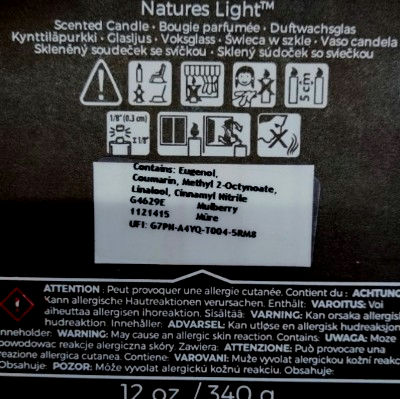 Natures Light™
Scented Candle • Bougie parfumée • Duftwachsglas
Kynttiläpurkki • Glasljus • Voksglass • Świeca w szkle • Vaso candela
Skleněný soudeček se svíčkou • Sklený súdoček so sviečkou
5 cm
1/8" (0.3 cm)
≥ 1/8"
Contains: Eugenol,
Coumarin, Methyl 2-Octynoate,
Linalool, Cinnamyl Nitrile
G4629E Mulberry
1121415 Mûre
UFI: G7PN-A4YQ-T004-5RM8
ATTENTION : Peut provoquer une allergie cutanée. Contient du : ACHTUNG
Kann allergische Hautreaktionen verursachen. Enthält: VAROITUS: Voi
aiheuttaa allergisen ihoreaktion. Sisältää: VARNING: Kan orsaka allergisk
hudreaktion Innehåller: ADVARSEL: Kan utløse en allergisk hudreaksjon
Inneholder: WARNING: May cause an allergic skin reaction. Contains: UWAGA: Może
powodować reakcję alergiczną skóry. Zawiera: ATTENZIONE: Può provocare una
reazione allergica cutanea. Contiene: VAROVANI: Může vyvolat alergickou kožní reakci
Obsahuje: POZOR: Môže vyvolať alergickú kožnú reakciu. Obsahuje:
12 oz. / 340 g